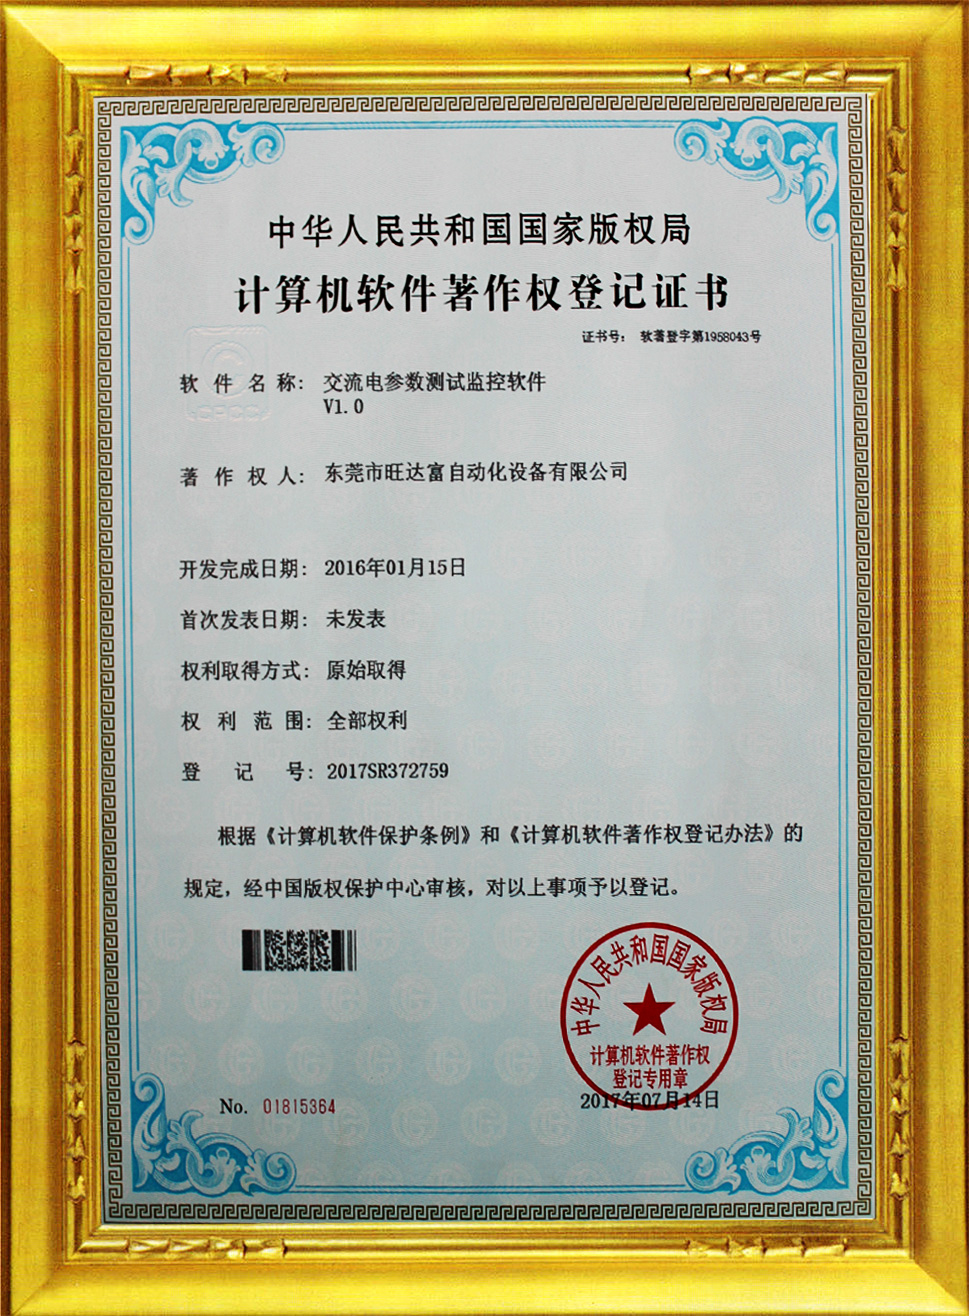 中华人民共和国国家版权局
计算机软件著作权登记证书
证书号： 软著登字第1958043号
软件名称： 交流电参数测试监控软件
V1.0
著作权人： 东莞市旺达富自动化设备有限公司
开发完成日期： 2016年01月15日
首次发表日期： 未发表
权利取得方式： 原始取得
权利范围： 全部权利
登记号： 2017SR372759
根据《计算机软件保护条例》和《计算机软件著作权登记办法》的
规定，经中国版权保护中心审核，对以上事项予以登记。
中华人民共和国国家版权局
计算机软件著作权
登记专用章
2017年07月14日
No. 01815364
CPCC